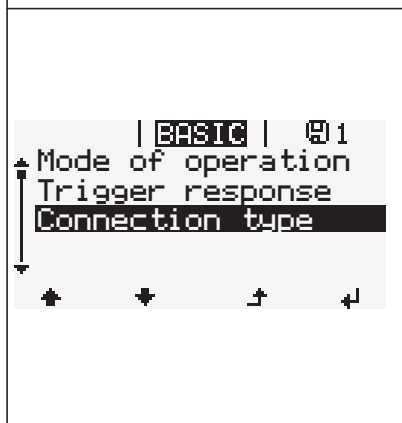 | BASIC | 1
Mode of operation
Trigger response
Connection type